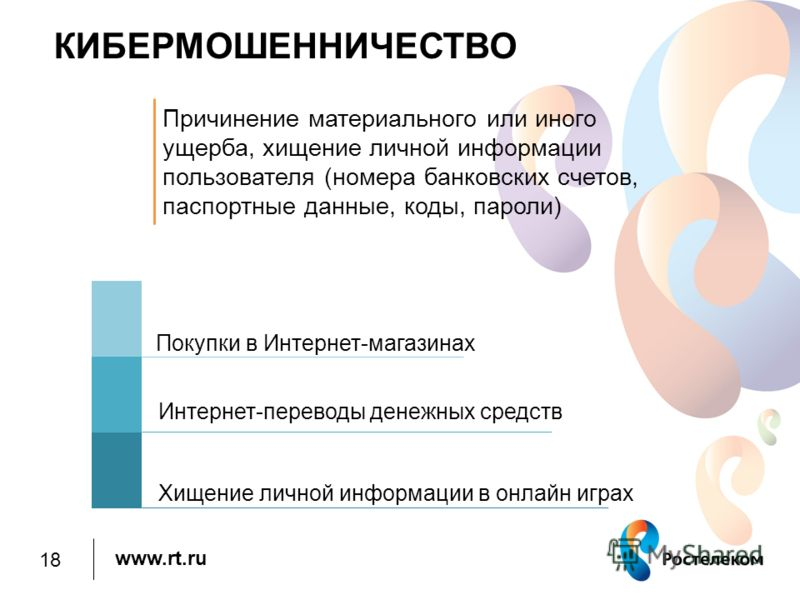 КИБЕРМОШЕННИЧЕСТВО
Причинение материального или иного
ущерба, хищение личной информации
пользователя (номера банковских счетов,
паспортные данные, коды, пароли)
Покупки в Интернет-магазинах
Интернет-переводы денежных средств
Хищение личной информации в онлайн играх
18
www.rt.ru
MyShared
Ростелеком